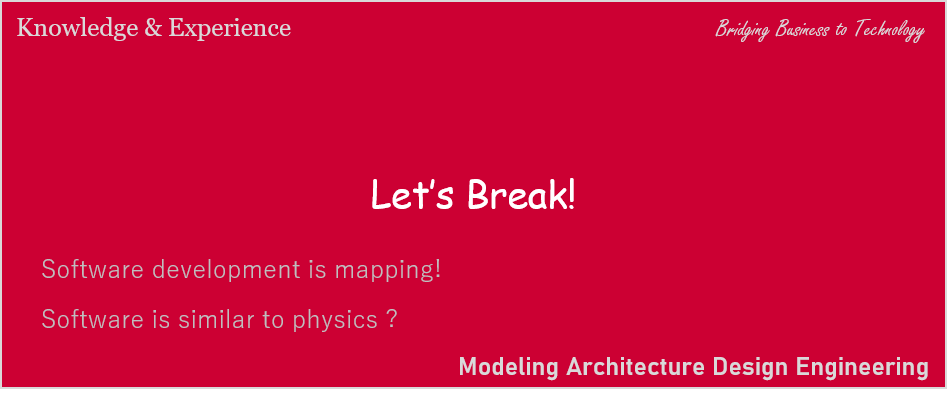 Knowledge & Experience
Bridging Business to Technology
Let's Break!
Software development is mapping!
Software is similar to physics ?
Modeling Architecture Design Engineering